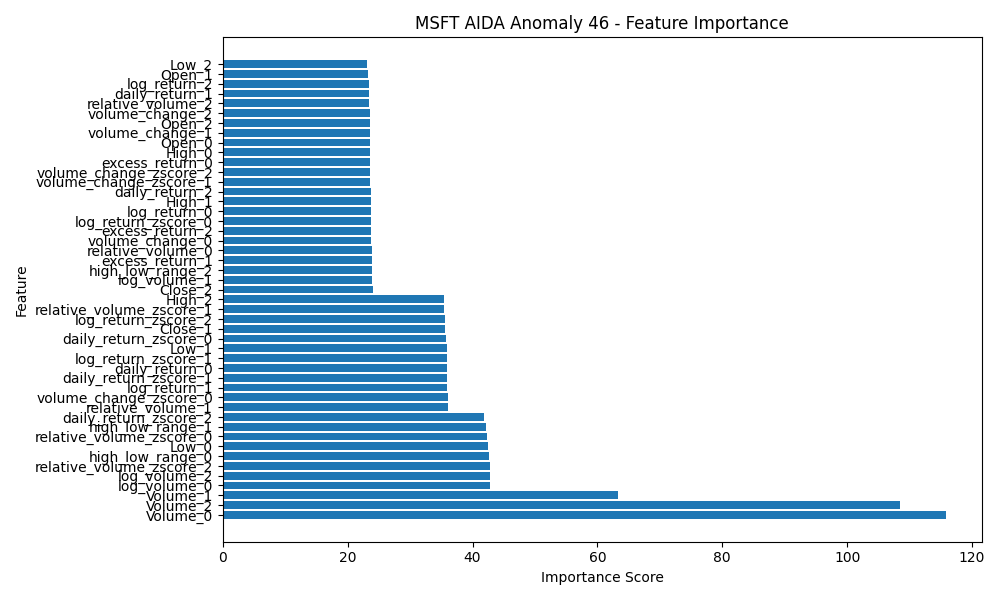 MSFT AIDA Anomaly 46 - Feature Importance
Low_2
Open_1
log_return_2
daily_return_1
relative_volume_2
volume_change_2
Open_2
volume_change_1
Open_0
High_0
excess_return_0
volume_change_zscore_2
volume_change_zscore_1
daily_return_2
High_1
log_return_0
log_return_zscore_0
excess_return_2
volume_change_0
relative_volume_0
excess_return_1
high_low_range_2
log_volume_1
Close_2
High_2
relative_volume_zscore_1
log_return_zscore_2
Close_1
daily_return_zscore_0
Low_1
log_return_zscore_1
daily_return_0
daily_return_zscore_1
log_return_1
volume_change_zscore_0
relative_volume_1
daily_return_zscore_2
high_low_range_1
relative_volume_zscore_0
Low_0
high_low_range_0
relative_volume_zscore_2
log_volume_2
log_volume_0
Volume_1
Volume_2
Volume_0
Feature
0 20 40 60 80 100 120
Importance Score